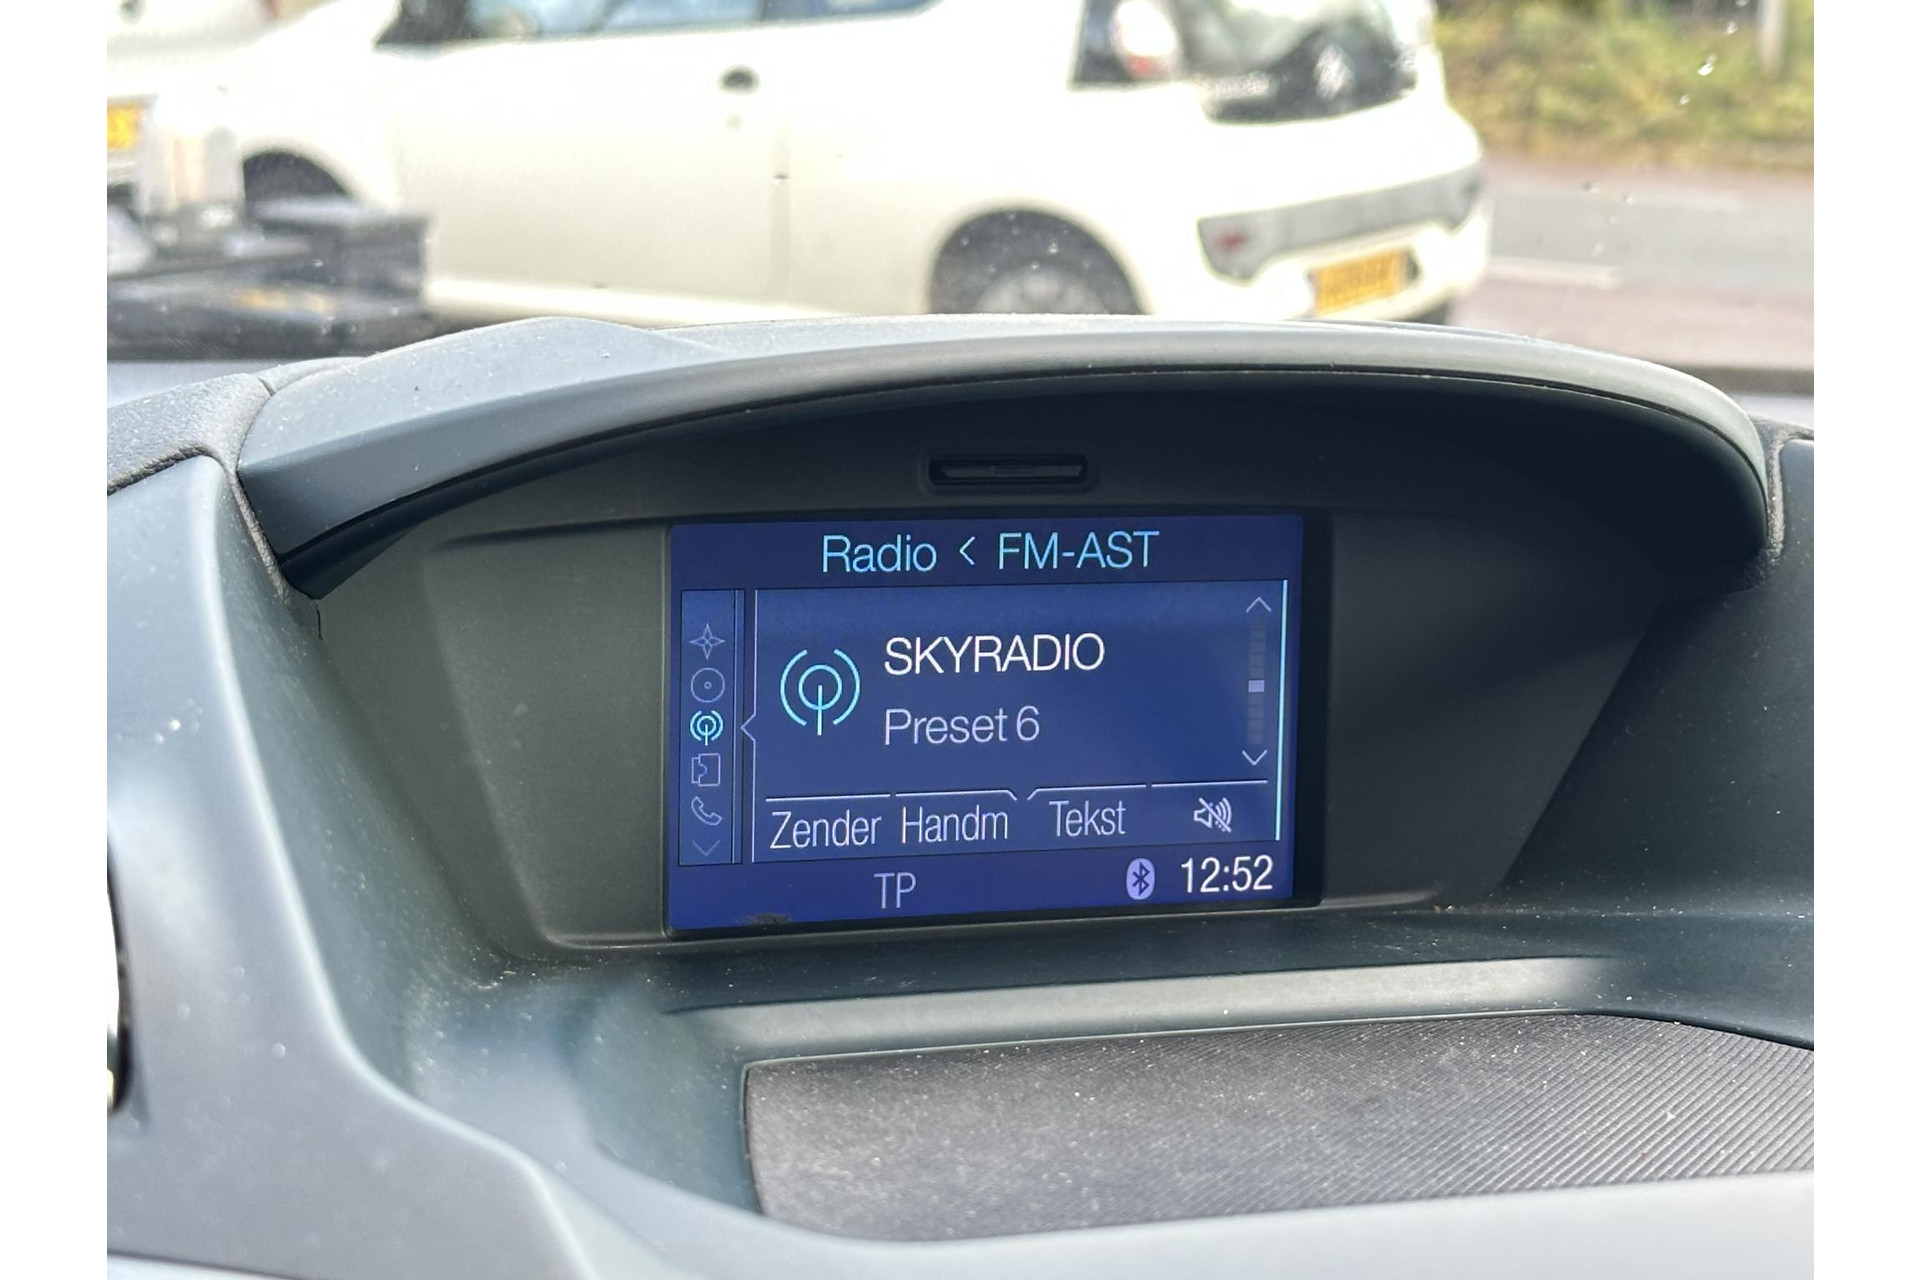 Radio < FM-AST
SKYRADIO
Preset 6
Zender Handm Tekst
TP 12:52